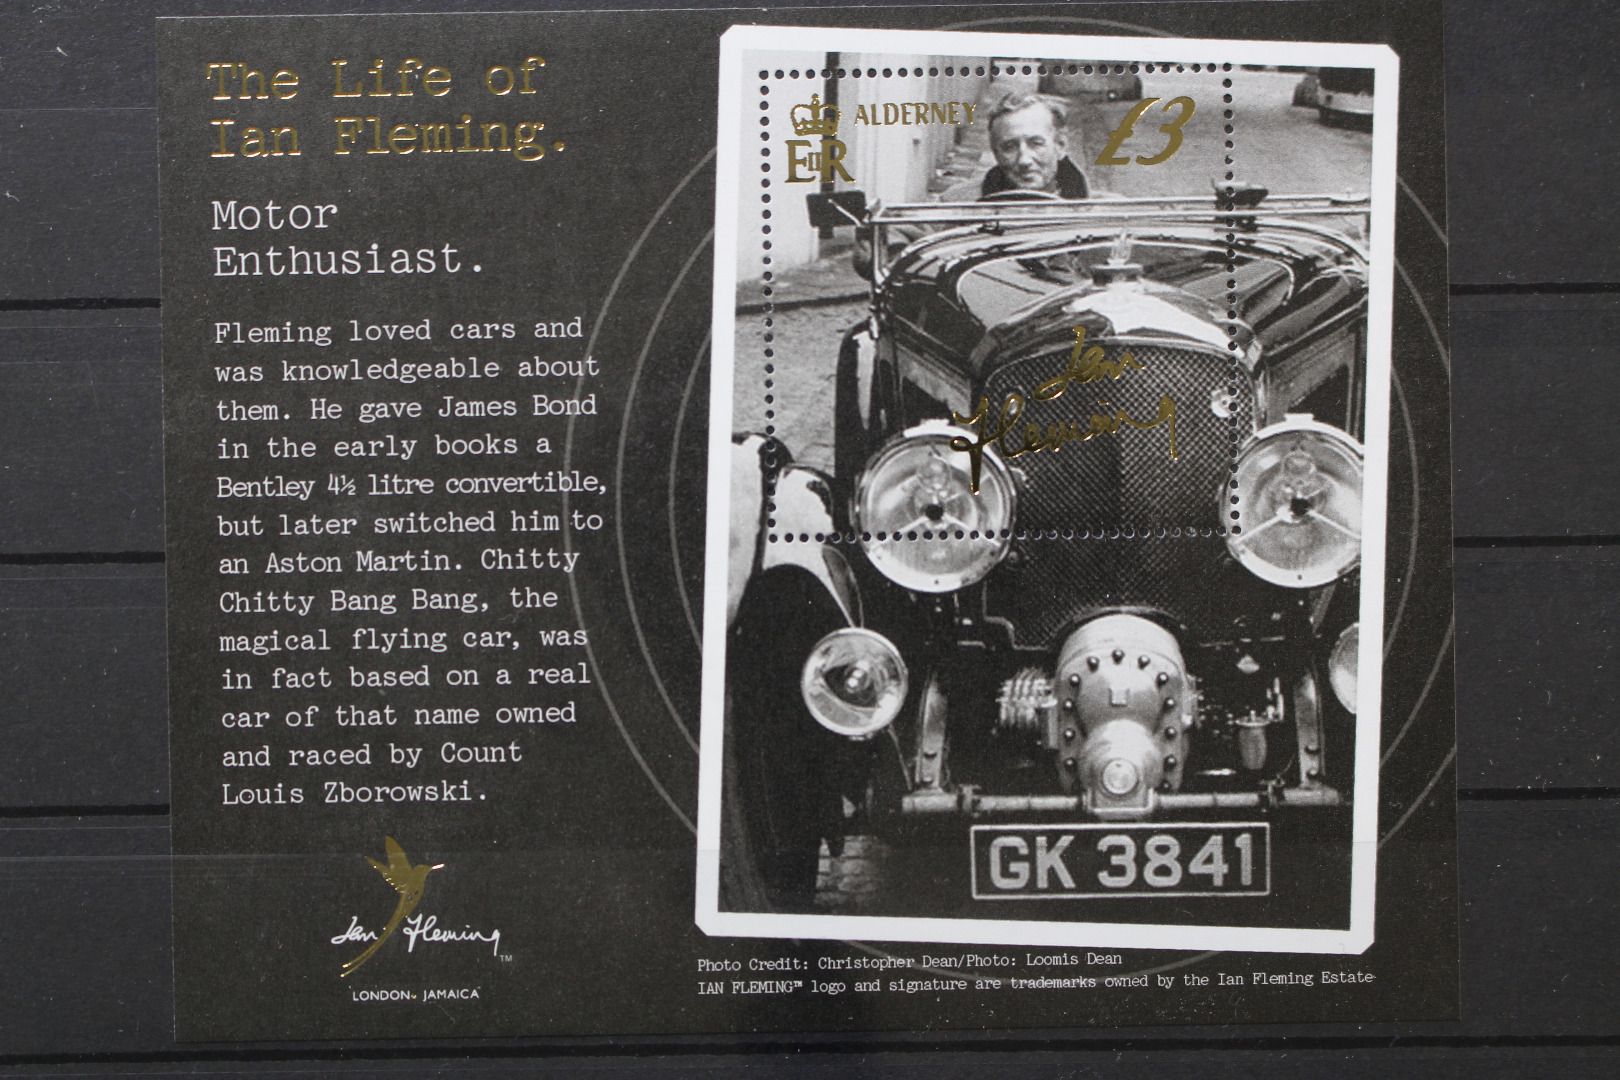 The Life of
Ian Fleming.
Motor
Enthusiast.
Fleming loved cars and
was knowledgeable about
them. He gave James Bond
in the early books a
Bentley 4½ litre convertible,
but later switched him to
an Aston Martin. Chitty
Chitty Bang Bang, the
magical flying car, was
in fact based on a real
car of that name owned
and raced by Count
Louis Zborowski.
Ian Fleming™
LONDON JAMAICA
EIIR ALDERNEY £3
Ian
Fleming
GK 3841
Photo Credit: Christopher Dean/Photo: Loomis Dean
IAN FLEMING™ logo and signature are trademarks owned by the Ian Fleming Estate